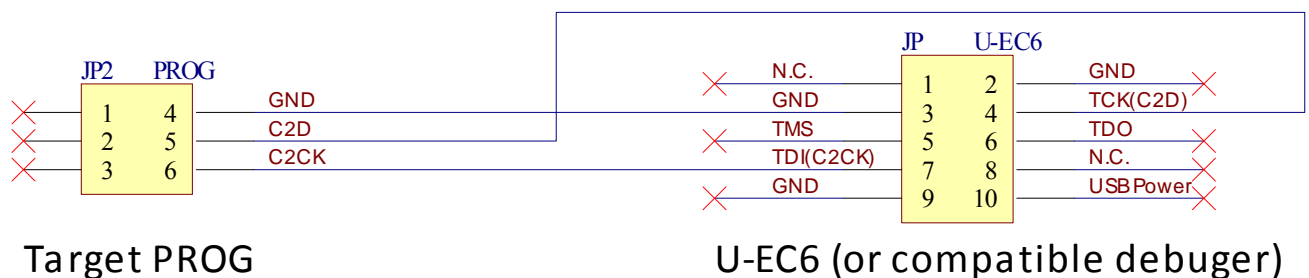 JP U-EC6
JP2 PROG
N.C. 1 2 GND
1 4 GND GND 3 4 TCK(C2D)
2 5 C2D TMS 5 6 TDO
3 6 C2CK TDI(C2CK) 7 8 N.C.
GND 9 10 USBPower
Target PROG U-EC6 (or compatible debuger)